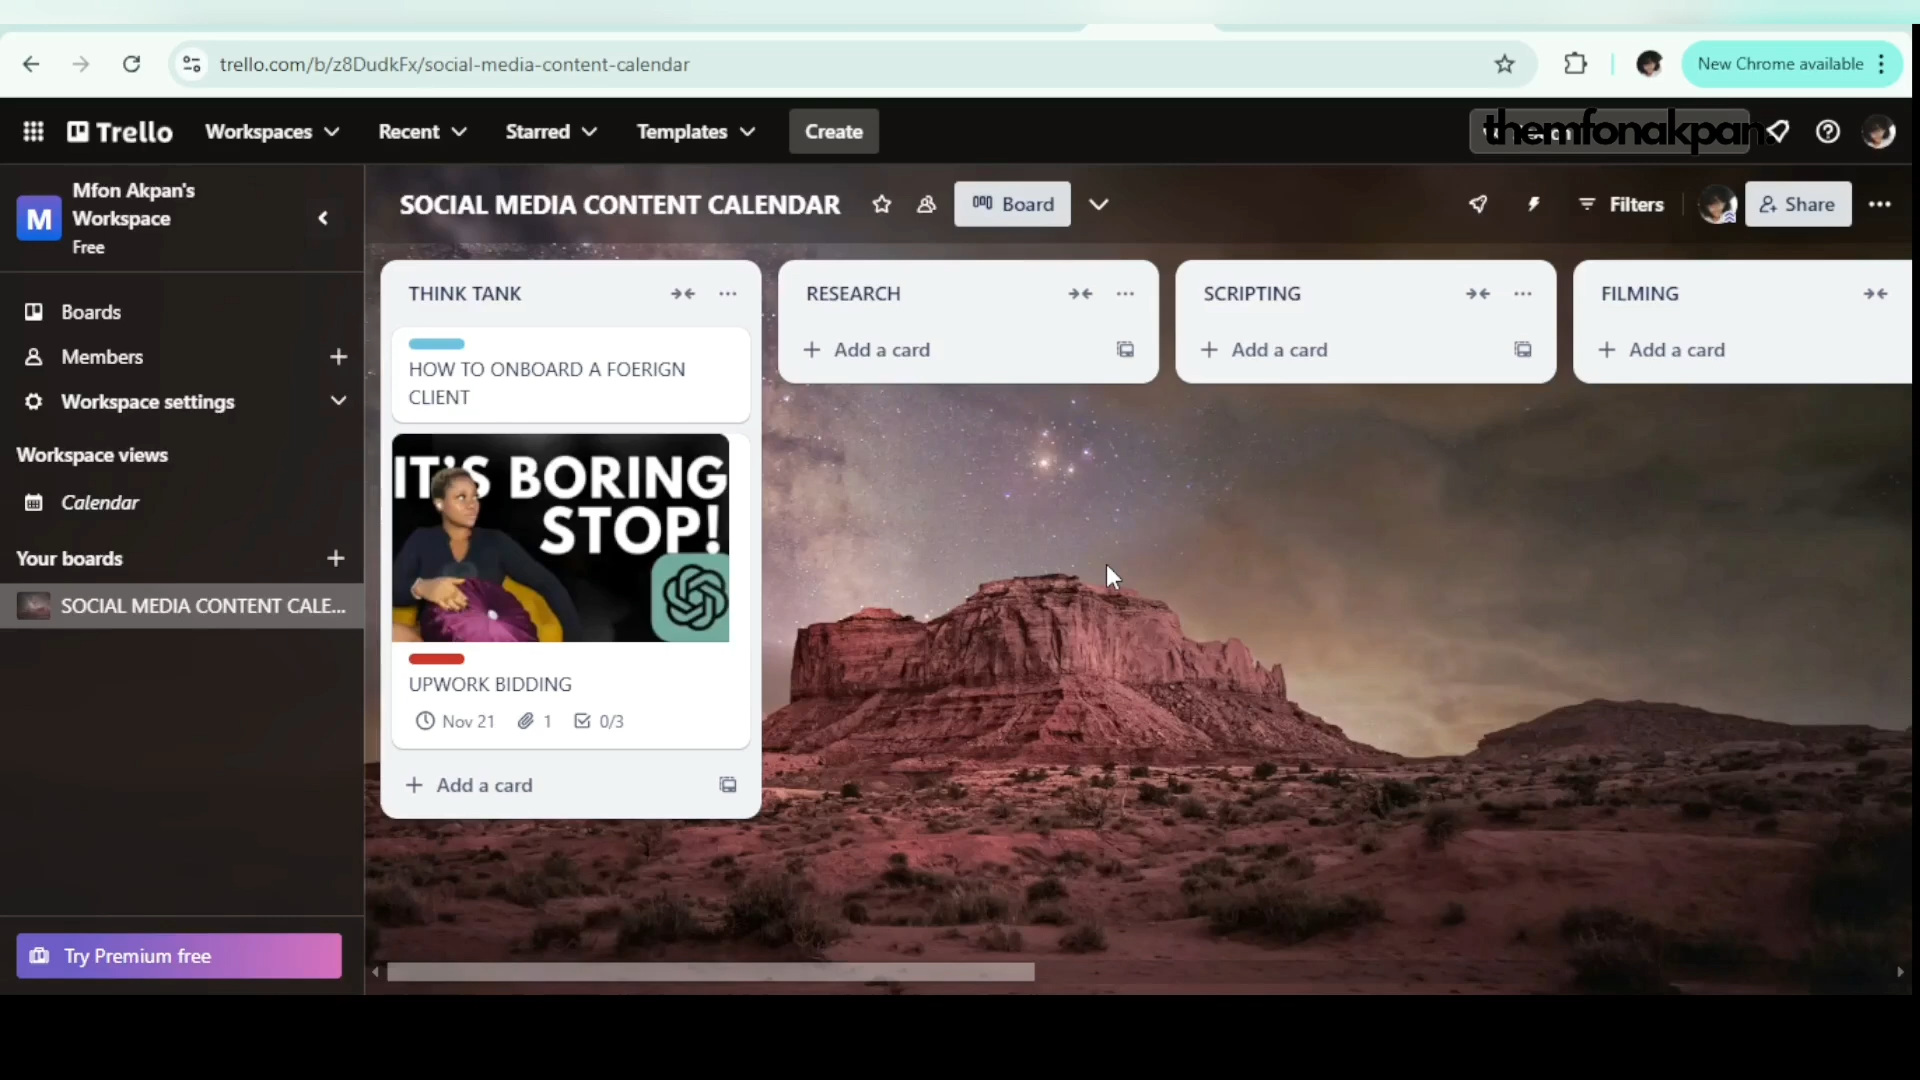 trello.com/b/z8DudkFx/social-media-content-calendar
New Chrome available
Trello
Workspaces
Recent
Starred
Templates
Create
themfonakpan.
M
Mfon Akpan's
Workspace
Free
SOCIAL MEDIA CONTENT CALENDAR
Board
Filters
Share
Boards
Members
Workspace settings
Workspace views
Calendar
Your boards
SOCIAL MEDIA CONTENT CALE...
Try Premium free
THINK TANK
HOW TO ONBOARD A FOERIGN
CLIENT
IT'S BORING
STOP!
UPWORK BIDDING
Nov 21
1
0/3
Add a card
RESEARCH
Add a card
SCRIPTING
Add a card
FILMING
Add a card